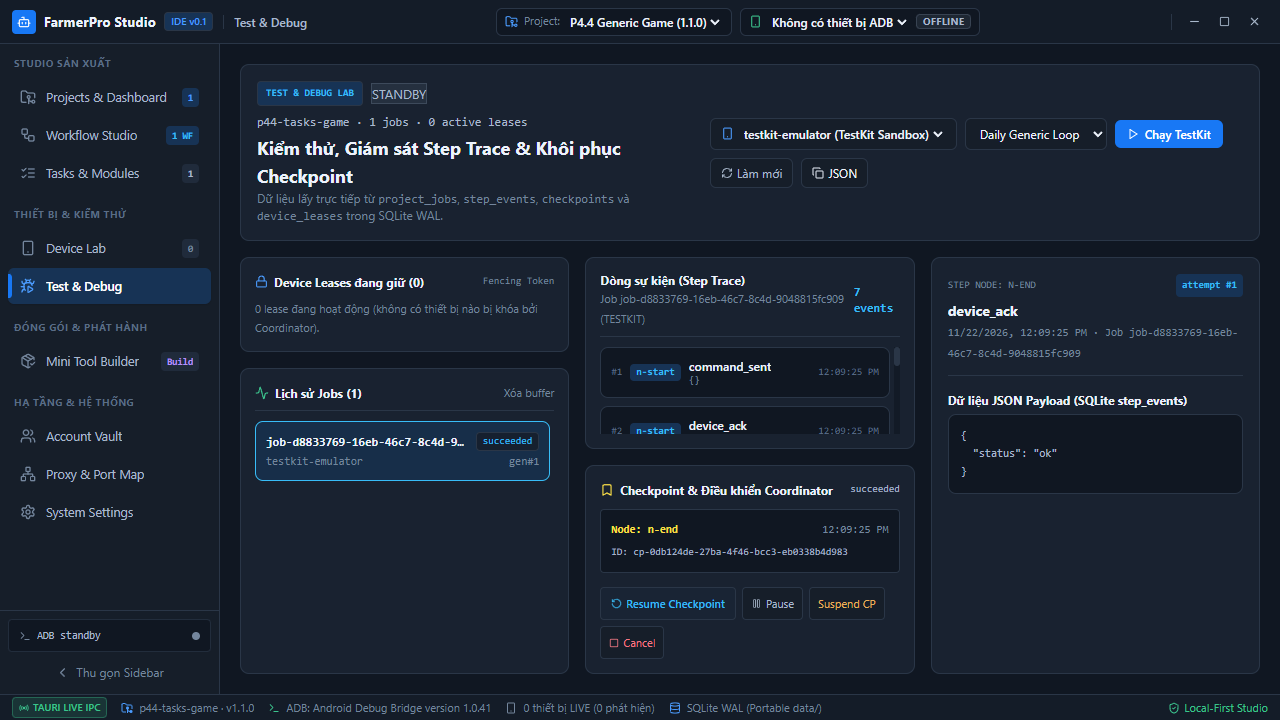 FarmerPro Studio IDE v0.1 Test & Debug Project: P4.4 Generic Game (1.1.0) Không có thiết bị ADB OFFLINE
STUDIO SẢN XUẤT
Projects & Dashboard 1
Workflow Studio 1 WF
Tasks & Modules 1
THIẾT BỊ & KIỂM THỬ
Device Lab 0
Test & Debug
ĐÓNG GÓI & PHÁT HÀNH
Mini Tool Builder Build
HẠ TẦNG & HỆ THỐNG
Account Vault
Proxy & Port Map
System Settings
ADB standby
Thu gọn Sidebar
TEST & DEBUG LAB STANDBY
p44-tasks-game · 1 jobs · 0 active leases
Kiểm thử, Giám sát Step Trace & Khôi phục
Checkpoint
Dữ liệu lấy trực tiếp từ project_jobs, step_events, checkpoints và
device_leases trong SQLite WAL.
testkit-emulator (TestKit Sandbox) Daily Generic Loop Chạy TestKit
Làm mới JSON
Device Leases đang giữ (0) Fencing Token
0 lease đang hoạt động (không có thiết bị nào bị khóa bởi
Coordinator).
Lịch sử Jobs (1) Xóa buffer
job-d8833769-16eb-46c7-8c4d-9… succeeded
testkit-emulator gen#1
Dòng sự kiện (Step Trace)
Job job-d8833769-16eb-46c7-8c4d-9048815fc909
(TESTKIT)
7
events
#1 n-start command_sent 12:09:25 PM
{}
#2 n-start device_ack 12:09:25 PM
Checkpoint & Điều khiển Coordinator succeeded
Node: n-end 12:09:25 PM
ID: cp-0db124de-27ba-4f46-bcc3-eb0338b4d983
Resume Checkpoint Pause Suspend CP
Cancel
STEP NODE: N-END attempt #1
device_ack
11/22/2026, 12:09:25 PM · Job job-d8833769-16eb-
46c7-8c4d-9048815fc909
Dữ liệu JSON Payload (SQLite step_events)
{
"status": "ok"
}
TAURI LIVE IPC p44-tasks-game · v1.1.0 ADB: Android Debug Bridge version 1.0.41 0 thiết bị LIVE (0 phát hiện) SQLite WAL (Portable data/) Local-First Studio